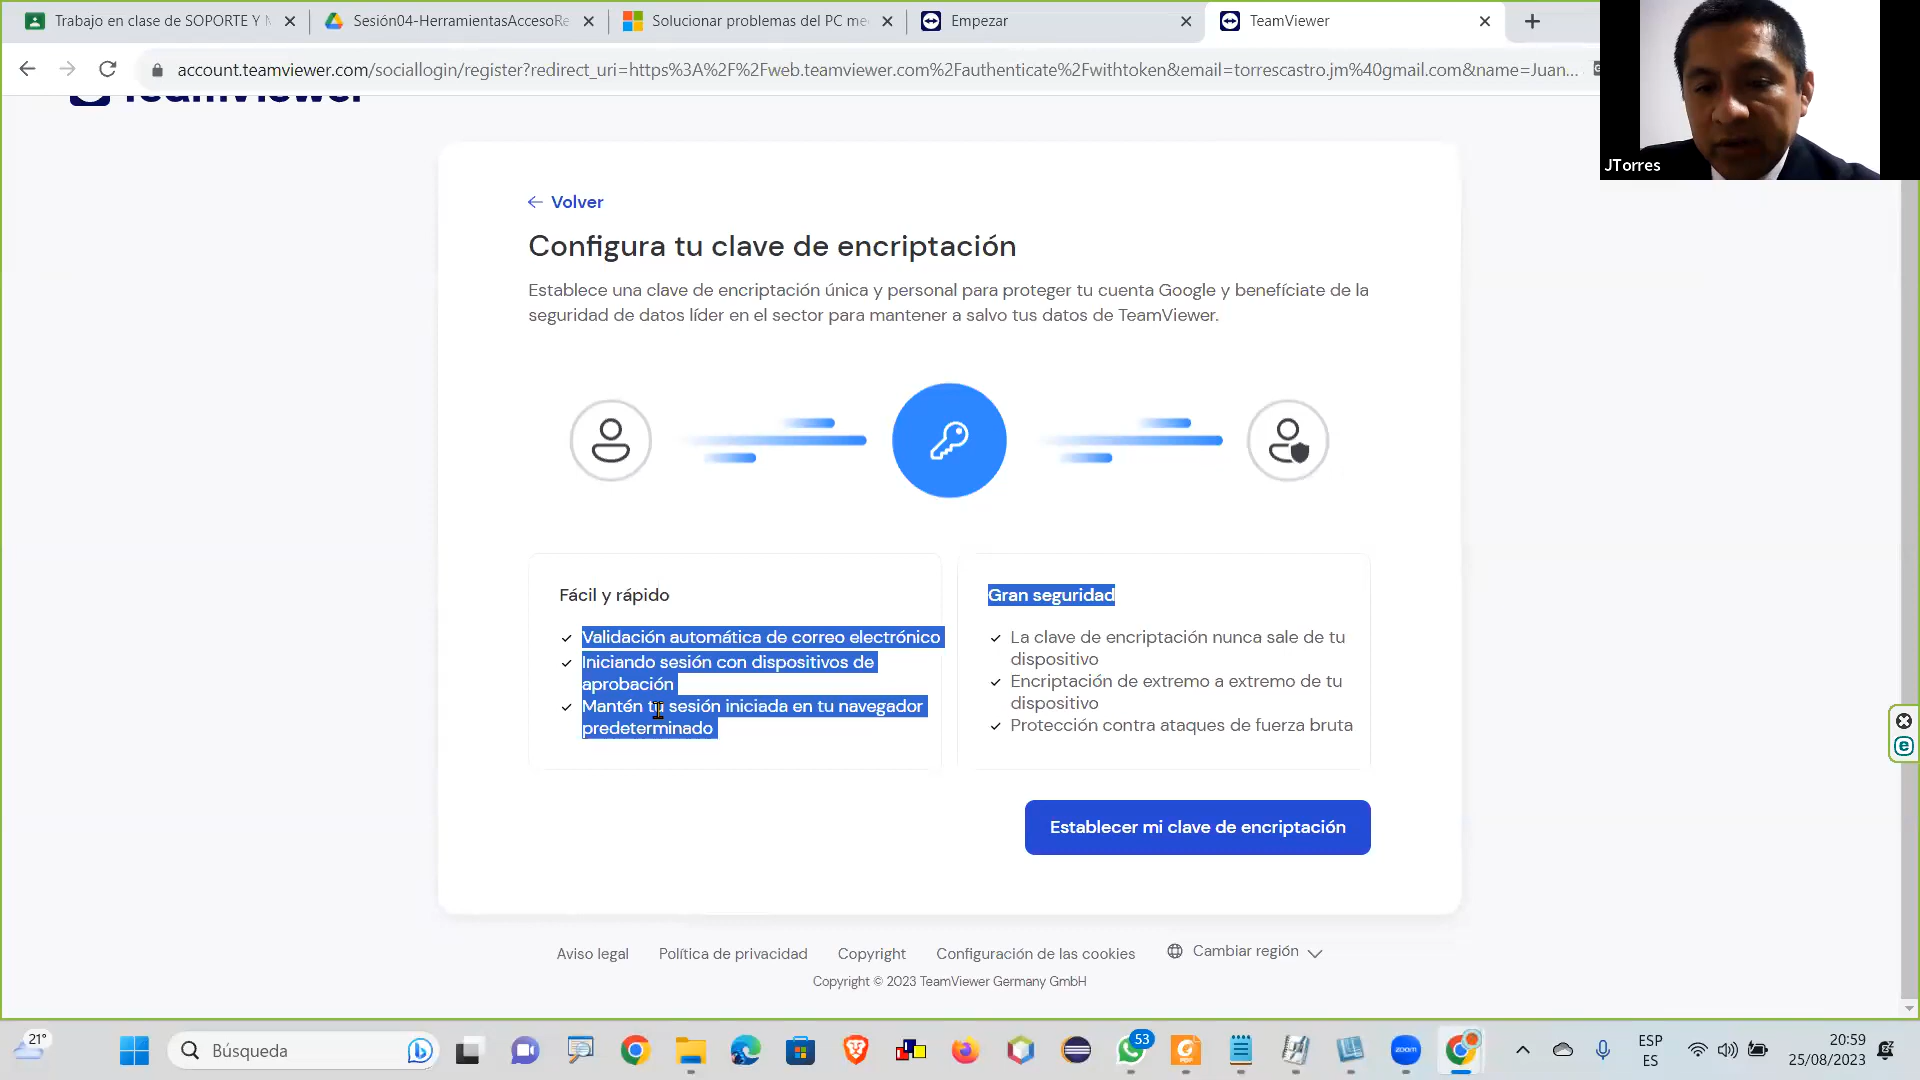 Trabajo en clase de SOPORTE Y
Sesión04-HerramientasAccesoRe
Solucionar problemas del PC me
Empezar
TeamViewer
account.teamviewer.com/sociallogin/register?redirect_uri=https%3A%2F%2Fweb.teamviewer.com%2Fauthenticate%2Fwithtoken&email=torrescastro.jm%40gmail.com&name=Juan...
TeamViewer
JTorres
Volver
Configura tu clave de encriptación
Establece una clave de encriptación única y personal para proteger tu cuenta Google y benefíciate de la
seguridad de datos líder en el sector para mantener a salvo tus datos de TeamViewer.
Fácil y rápido
Validación automática de correo electrónico
Iniciando sesión con dispositivos de
aprobación
Mantén tu sesión iniciada en tu navegador
predeterminado
Gran seguridad
La clave de encriptación nunca sale de tu
dispositivo
Encriptación de extremo a extremo de tu
dispositivo
Protección contra ataques de fuerza bruta
Establecer mi clave de encriptación
Aviso legal
Política de privacidad
Copyright
Configuración de las cookies
Cambiar región
Copyright © 2023 TeamViewer Germany GmbH
21°
Búsqueda
53
zoom
ESP
ES
20:59
25/08/2023